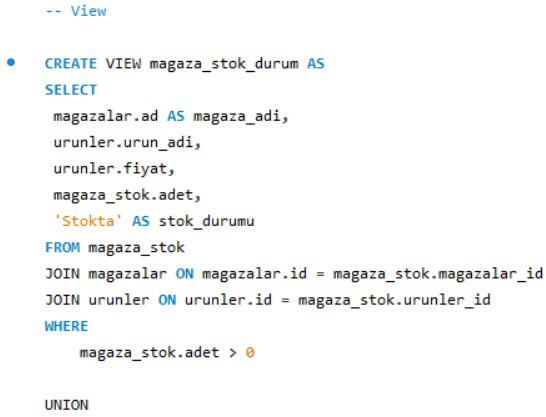 -- View
CREATE VIEW magaza_stok_durum AS
SELECT
magazalar.ad AS magaza_adi,
urunler.urun_adi,
urunler.fiyat,
magaza_stok.adet,
'Stokta' AS stok_durumu
FROM magaza_stok
JOIN magazalar ON magazalar.id = magaza_stok.magazalar_id
JOIN urunler ON urunler.id = magaza_stok.urunler_id
WHERE
magaza_stok.adet > 0
UNION